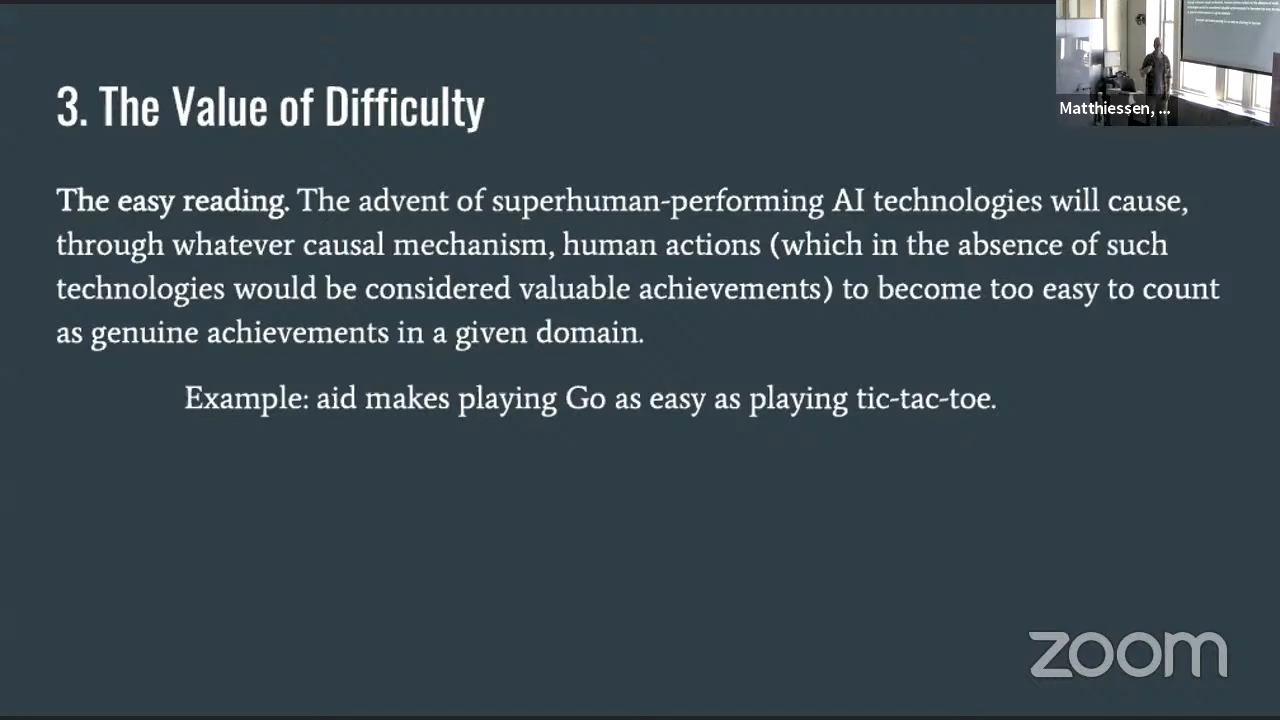 3. The Value of Difficulty
The easy reading. The advent of superhuman-performing AI technologies will cause,
through whatever causal mechanism, human actions (which in the absence of such
technologies would be considered valuable achievements) to become too easy to count
as genuine achievements in a given domain.
Example: aid makes playing Go as easy as playing tic-tac-toe.
Matthiessen, ...
zoom